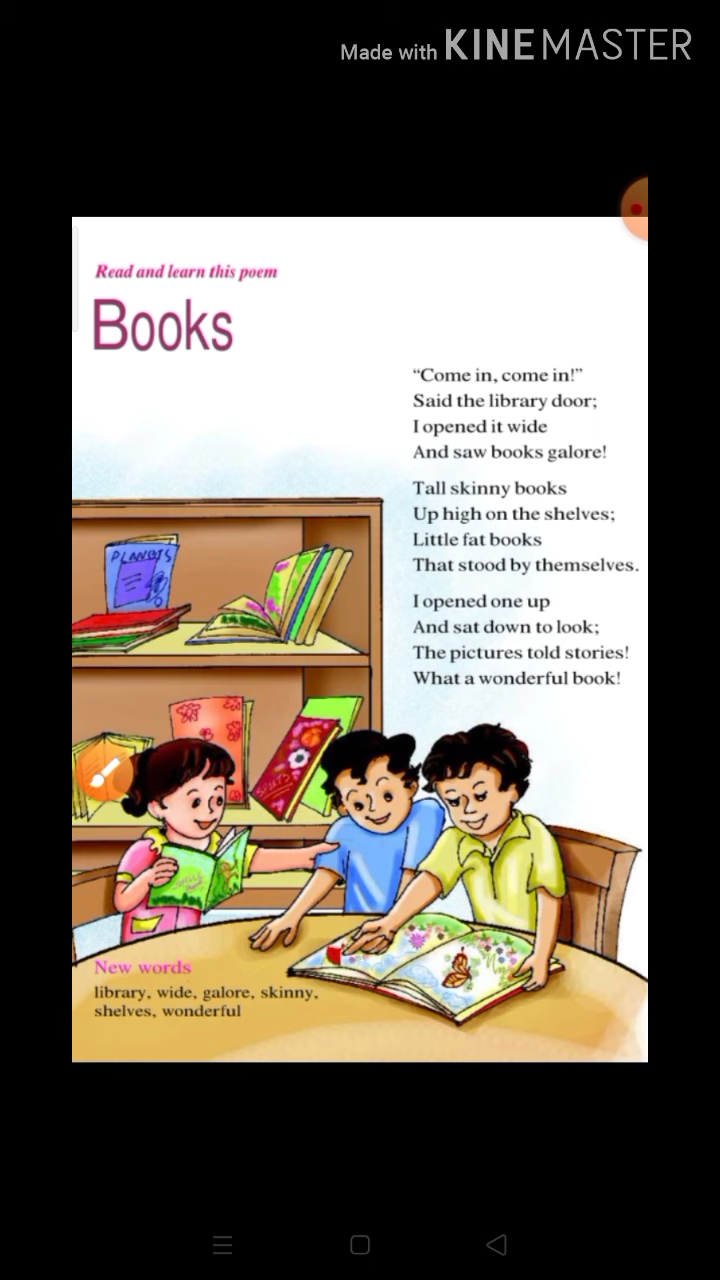 Made with KINEMASTER
Read and learn this poem
Books
“Come in, come in!”
Said the library door;
I opened it wide
And saw books galore!
Tall skinny books
Up high on the shelves;
Little fat books
That stood by themselves.
I opened one up
And sat down to look;
The pictures told stories!
What a wonderful book!
PLANETS
New words
library, wide, galore, skinny,
shelves, wonderful